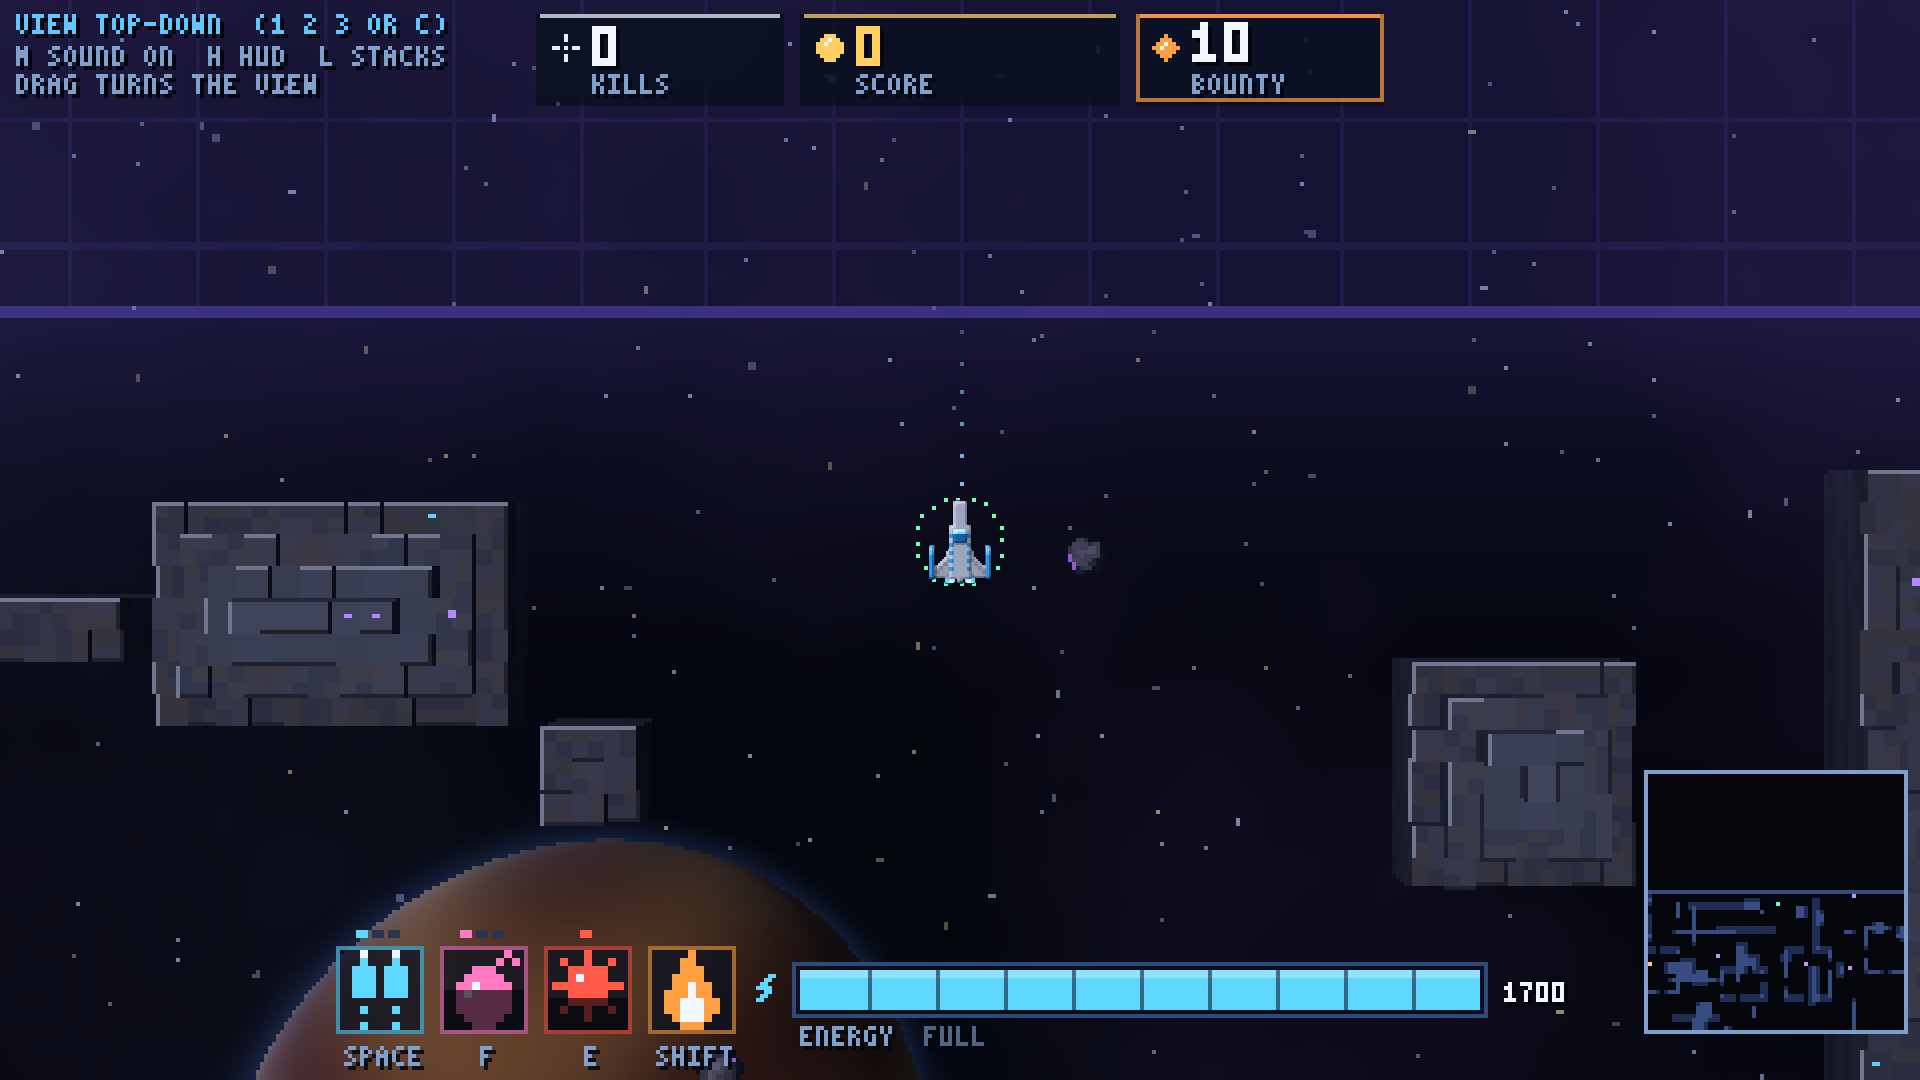 VIEW TOP-DOWN (1 2 3 OR C)
M SOUND ON H HUD L STACKS
DRAG TURNS THE VIEW
0
KILLS
0
SCORE
10
BOUNTY
SPACE
F
E
SHIFT
1700
ENERGY FULL